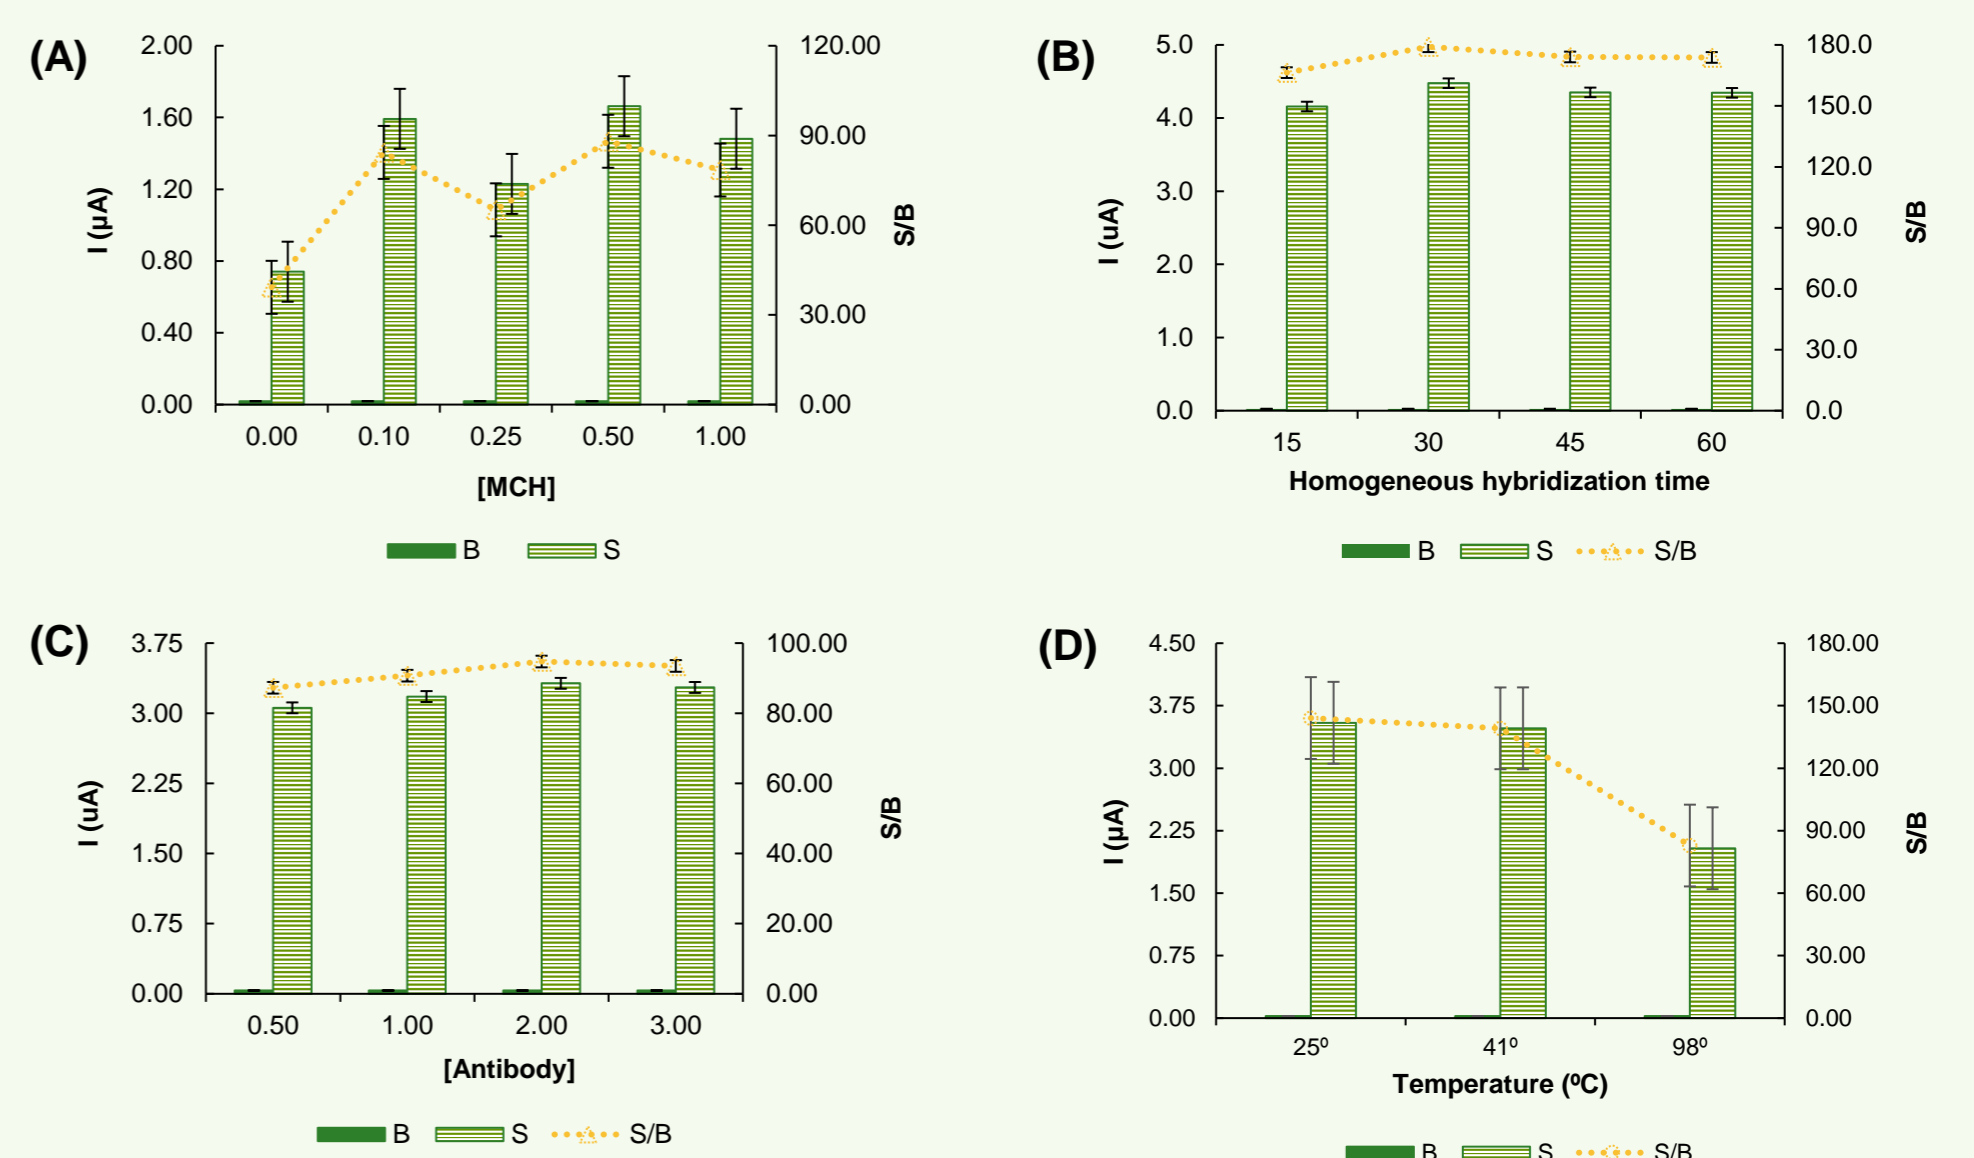 (A)
2.00
1.60
1.20
0.80
0.40
0.00
I (µA)
120.00
90.00
60.00
30.00
0.00
S/B
0.00 0.10 0.25 0.50 1.00
[MCH]
B S
(B)
5.0
4.0
3.0
2.0
1.0
0.0
I (uA)
180.0
150.0
120.0
90.0
60.0
30.0
0.0
S/B
15 30 45 60
Homogeneous hybridization time
B S S/B
(C)
3.75
3.00
2.25
1.50
0.75
0.00
I (uA)
100.00
80.00
60.00
40.00
20.00
0.00
S/B
0.50 1.00 2.00 3.00
[Antibody]
B S S/B
(D)
4.50
3.75
3.00
2.25
1.50
0.75
0.00
I (µA)
180.00
150.00
120.00
90.00
60.00
30.00
0.00
S/B
25º 41º 98º
Temperature (ºC)
B S S/B